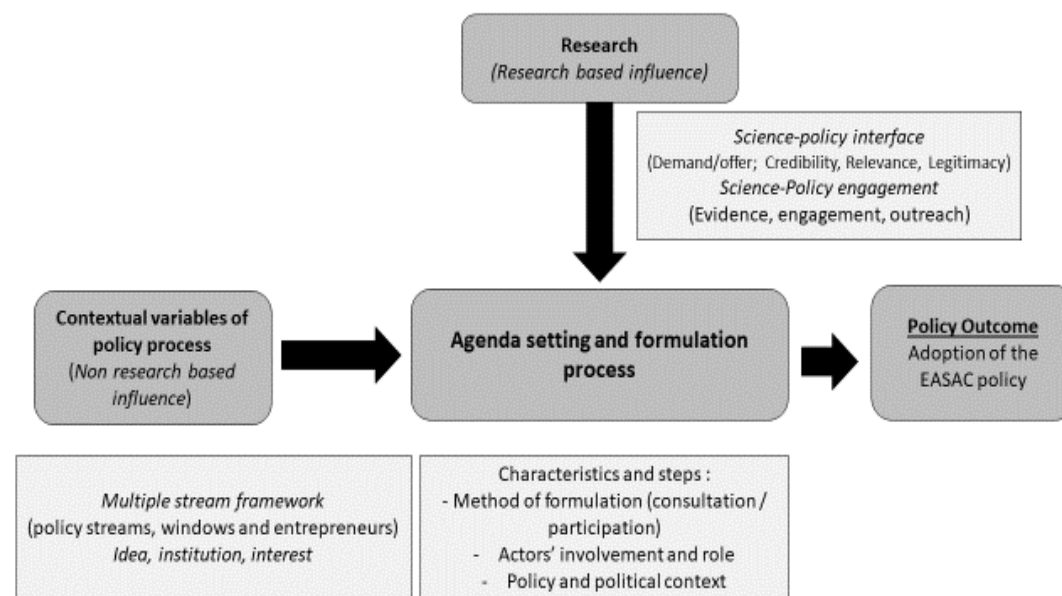 Research
(Research based influence)
Science-policy interface
(Demand/offer; Credibility, Relevance, Legitimacy)
Science-Policy engagement
(Evidence, engagement, outreach)
Contextual variables of
policy process
(Non research based
influence)
Agenda setting and formulation
process
Policy Outcome
Adoption of the
EASAC policy
Multiple stream framework
(policy streams, windows and entrepreneurs)
Idea, institution, interest
Characteristics and steps :
- Method of formulation (consultation /
participation)
- Actors’ involvement and role
- Policy and political context